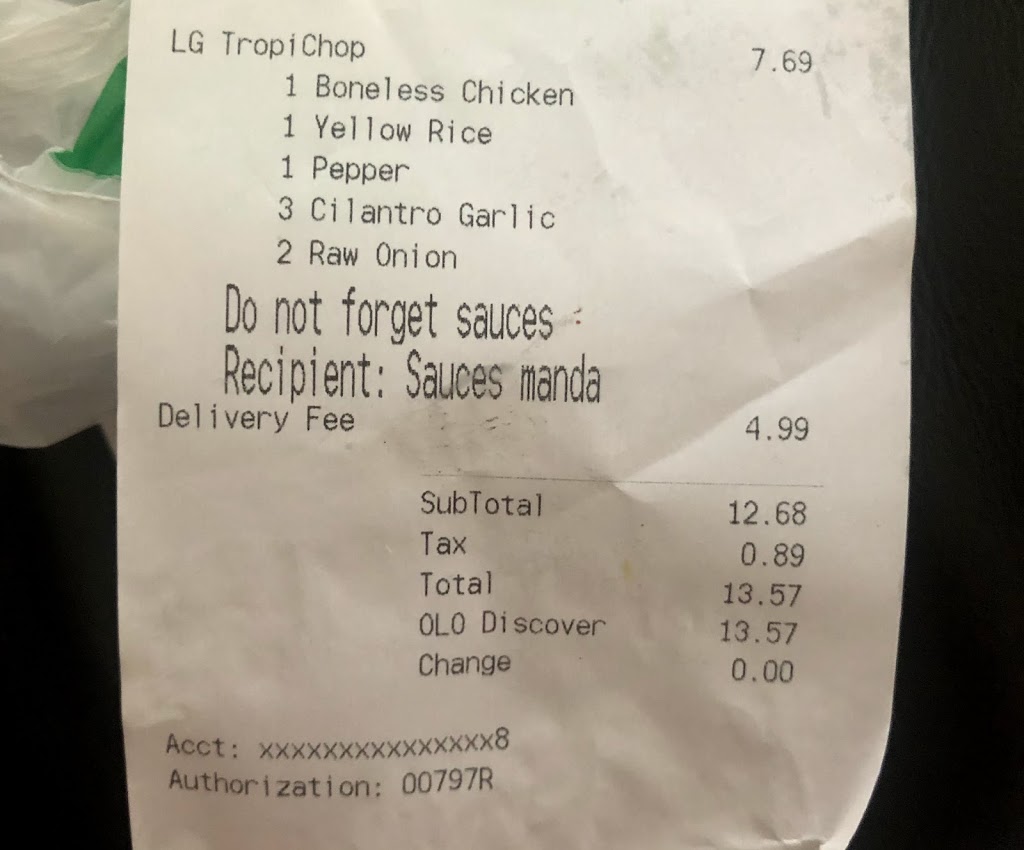 LG TropiChop 7.69
1 Boneless Chicken
1 Yellow Rice
1 Pepper
3 Cilantro Garlic
2 Raw Onion
Do not forget sauces
Recipient: Sauces manda
Delivery Fee 4.99
SubTotal 12.68
Tax 0.89
Total 13.57
OLO Discover 13.57
Change 0.00
Acct: xxxxxxxxxxxxxxx8
Authorization: 00797R